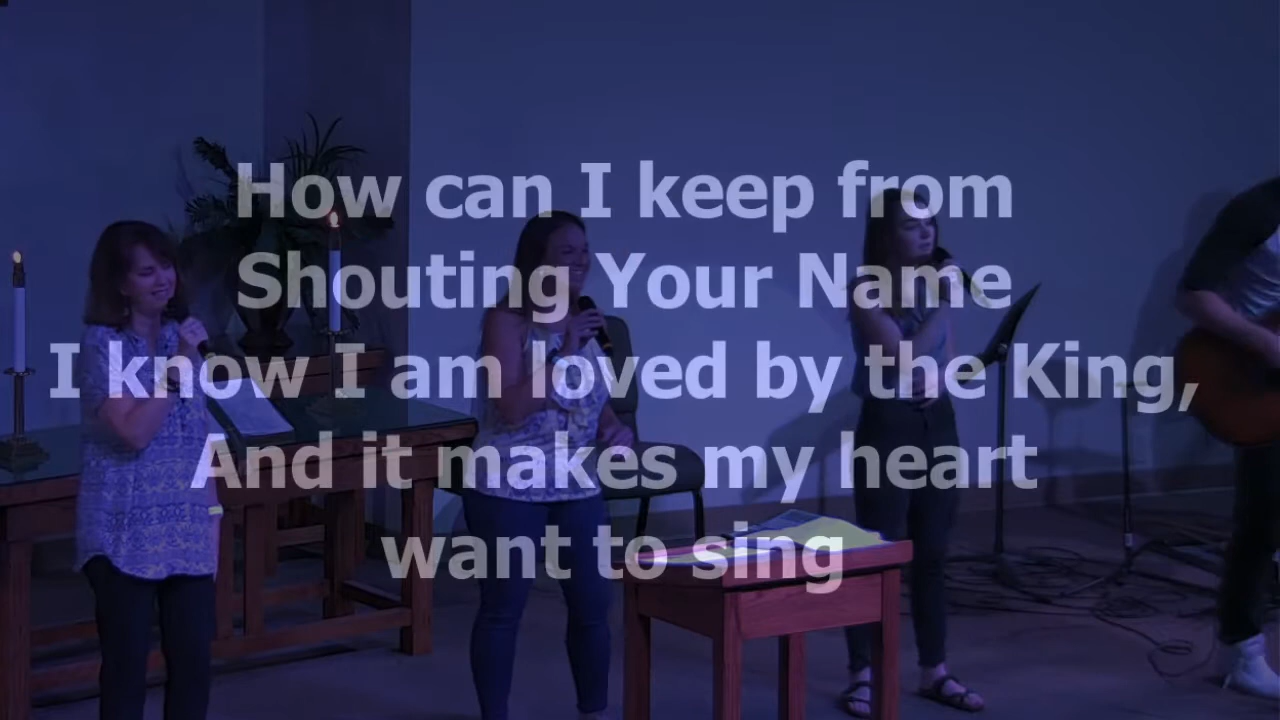 How can I keep from
Shouting Your Name
I know I am loved by the King,
And it makes my heart
want to sing